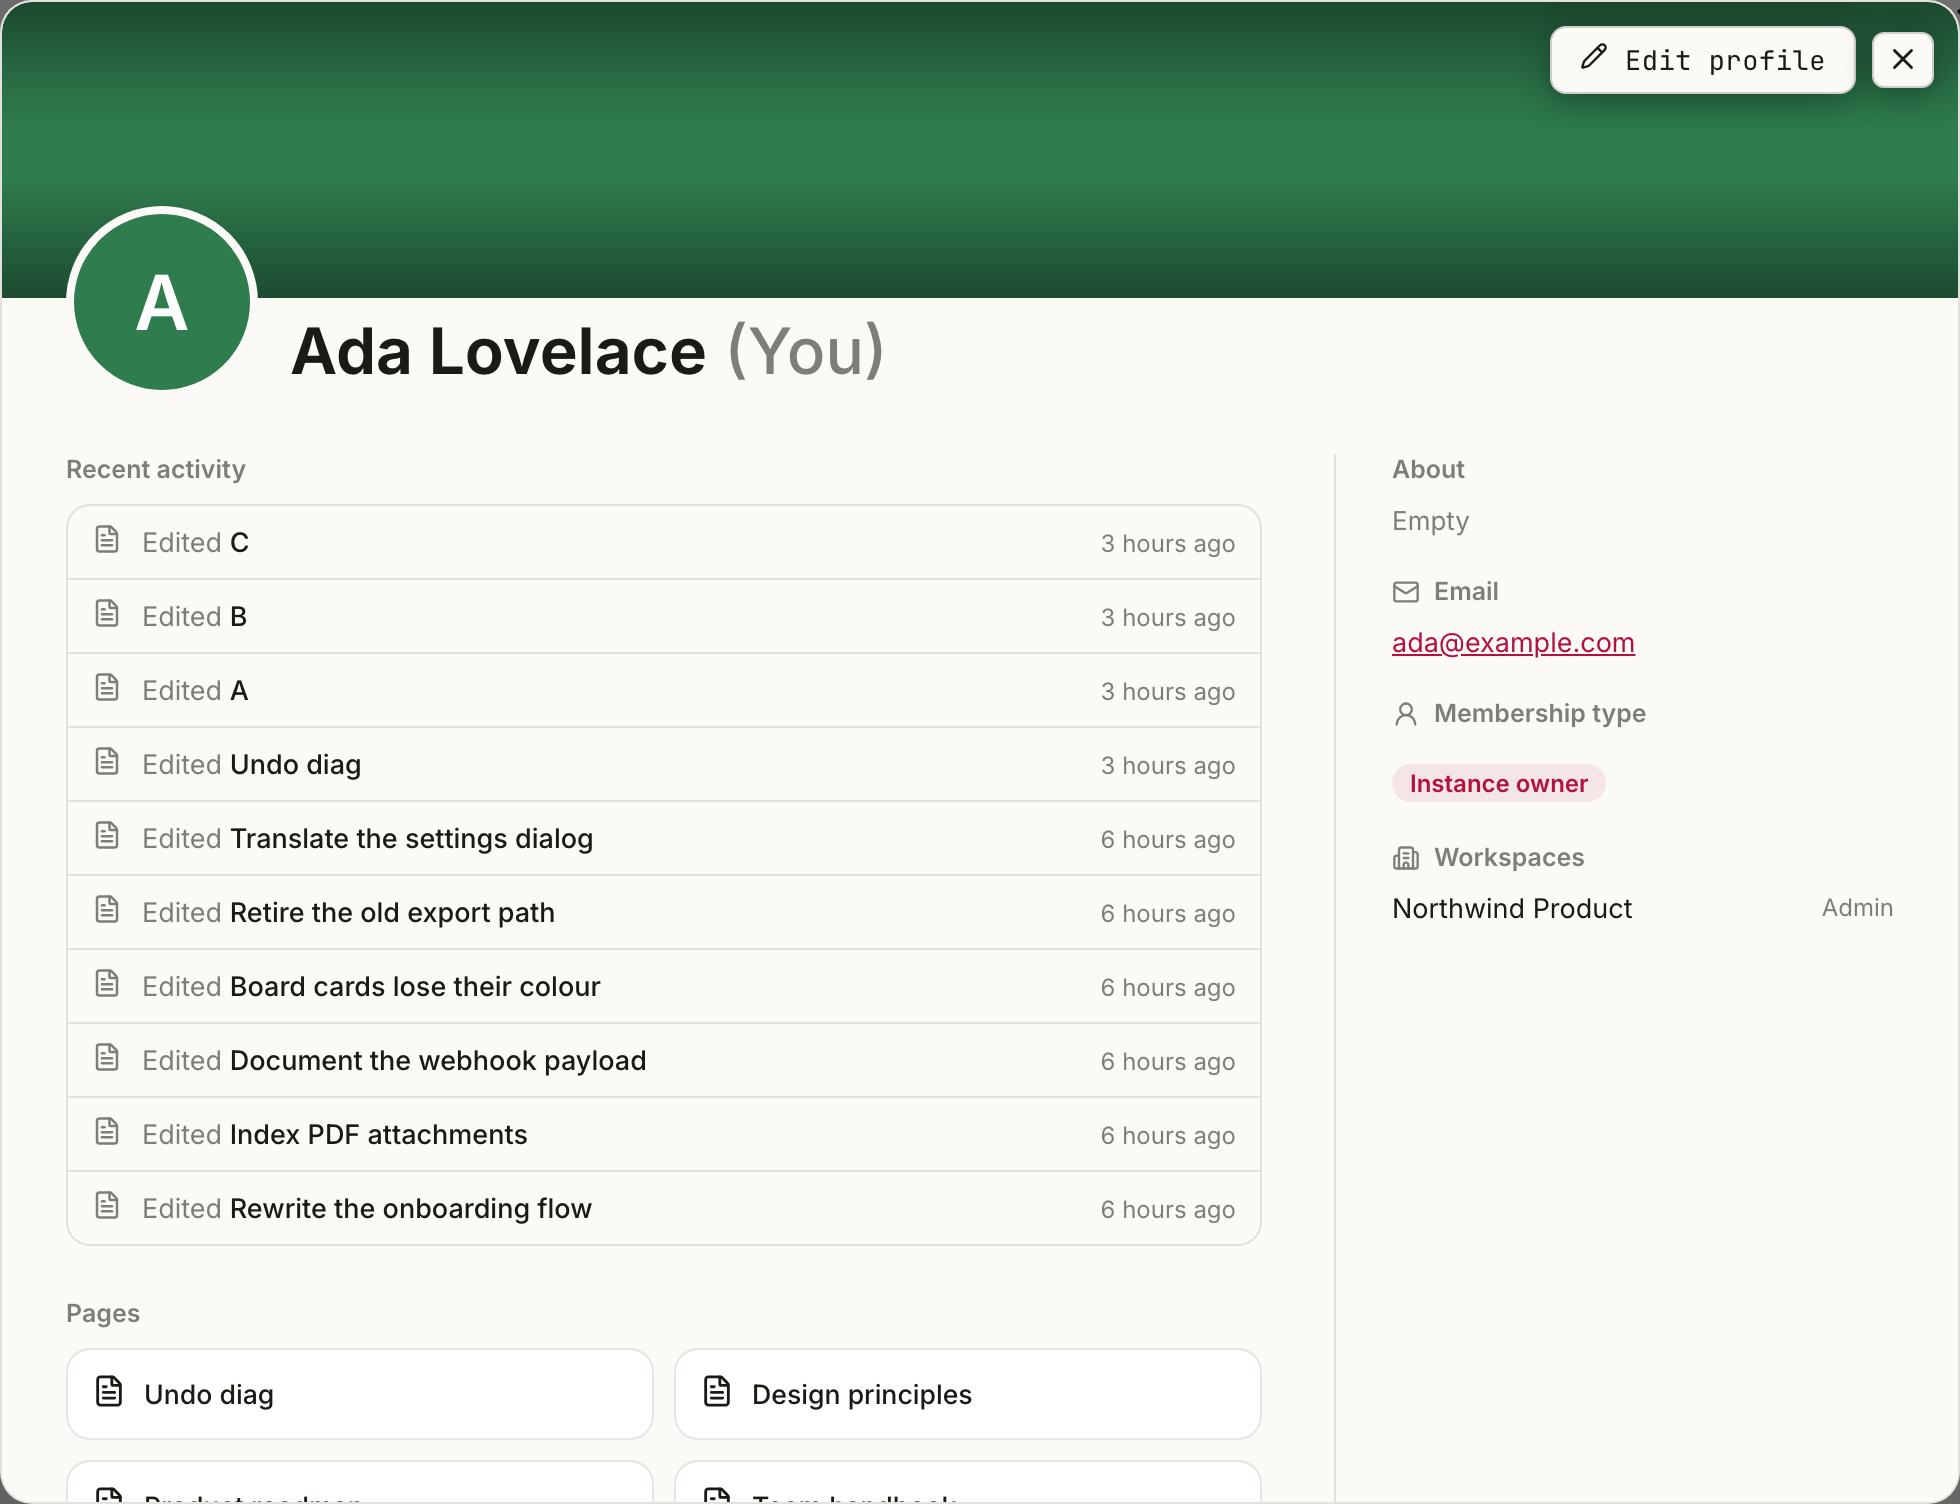 Edit profile
A
Ada Lovelace (You)
Recent activity
Edited C 3 hours ago
Edited B 3 hours ago
Edited A 3 hours ago
Edited Undo diag 3 hours ago
Edited Translate the settings dialog 6 hours ago
Edited Retire the old export path 6 hours ago
Edited Board cards lose their colour 6 hours ago
Edited Document the webhook payload 6 hours ago
Edited Index PDF attachments 6 hours ago
Edited Rewrite the onboarding flow 6 hours ago
Pages
Undo diag
Design principles
Product roadmap
Team handbook
About
Empty
Email
ada@example.com
Membership type
Instance owner
Workspaces
Northwind Product Admin